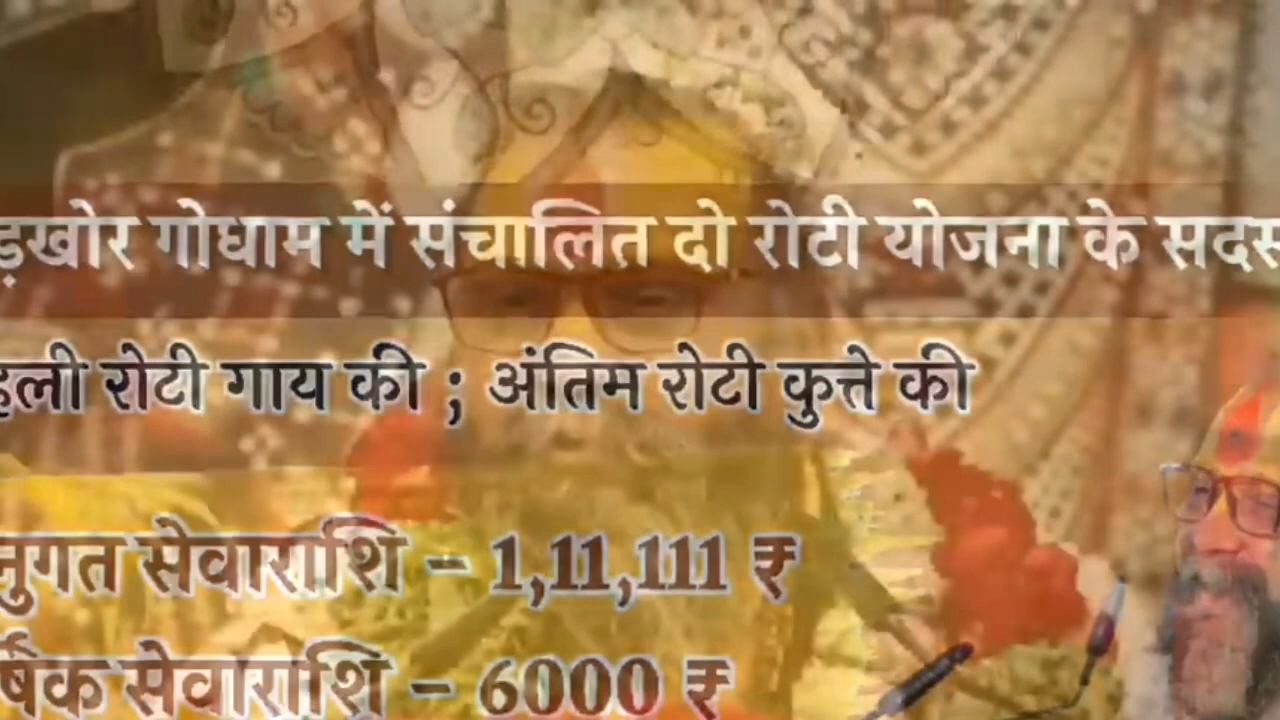 ड़खोर गोधाम में संचालित दो रोटी योजना के सदस
हली रोटी गाय की ; अंतिम रोटी कुत्ते की
नुगत सेवाराशि – 1,11,111 ₹
र्षिक सेवाराशि – 6000 ₹